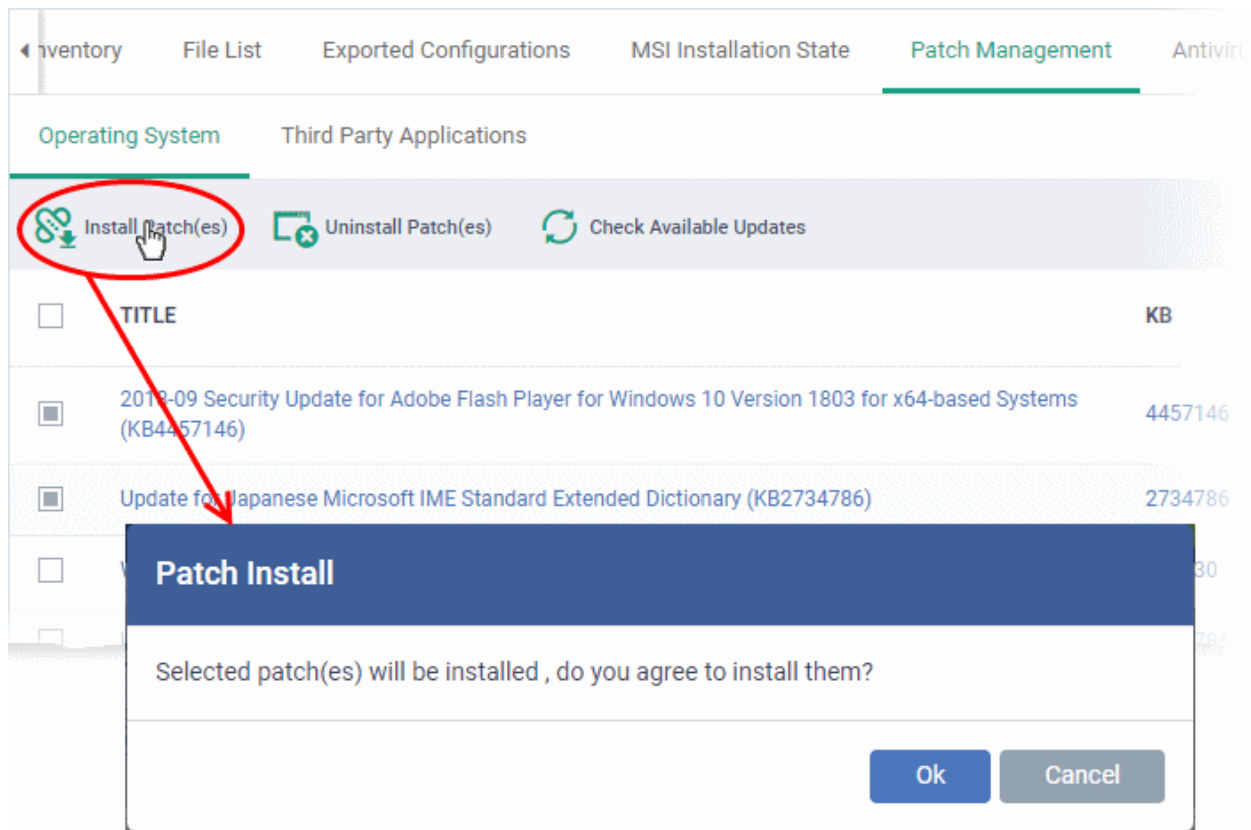 nventory File List Exported Configurations MSI Installation State Patch Management Antiviru
Operating System Third Party Applications
Install Patch(es) Uninstall Patch(es) Check Available Updates
TITLE KB
2018-09 Security Update for Adobe Flash Player for Windows 10 Version 1803 for x64-based Systems 4457146
(KB4457146)
Update for Japanese Microsoft IME Standard Extended Dictionary (KB2734786) 2734786
30
Patch Install
Selected patch(es) will be installed , do you agree to install them?
Ok Cancel